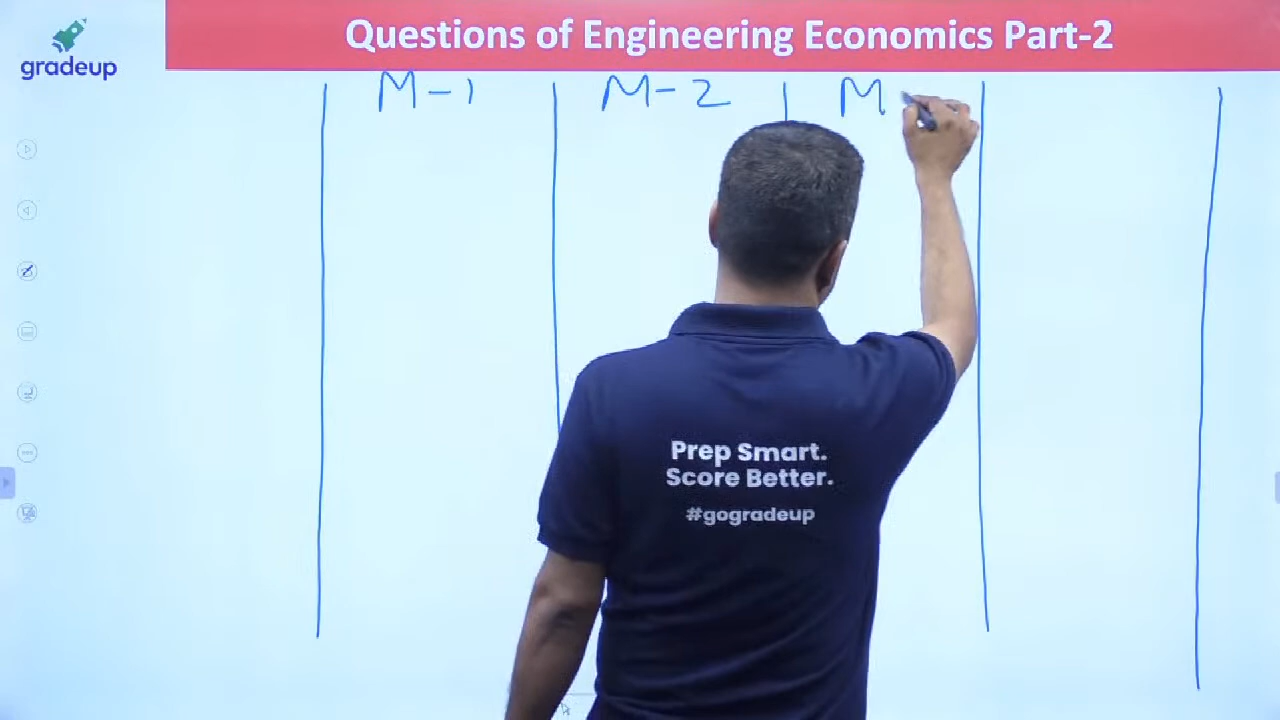 Questions of Engineering Economics Part-2
gradeup
M-1 M-2 M
Prep Smart.
Score Better.
#gogradeup